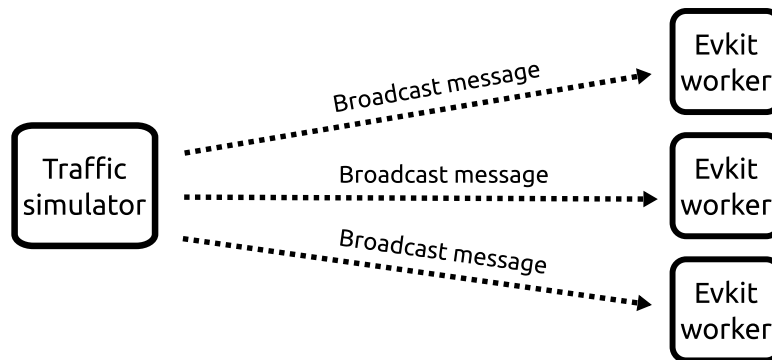 Traffic
simulator
Broadcast message
Evkit
worker
Broadcast message
Evkit
worker
Broadcast message
Evkit
worker